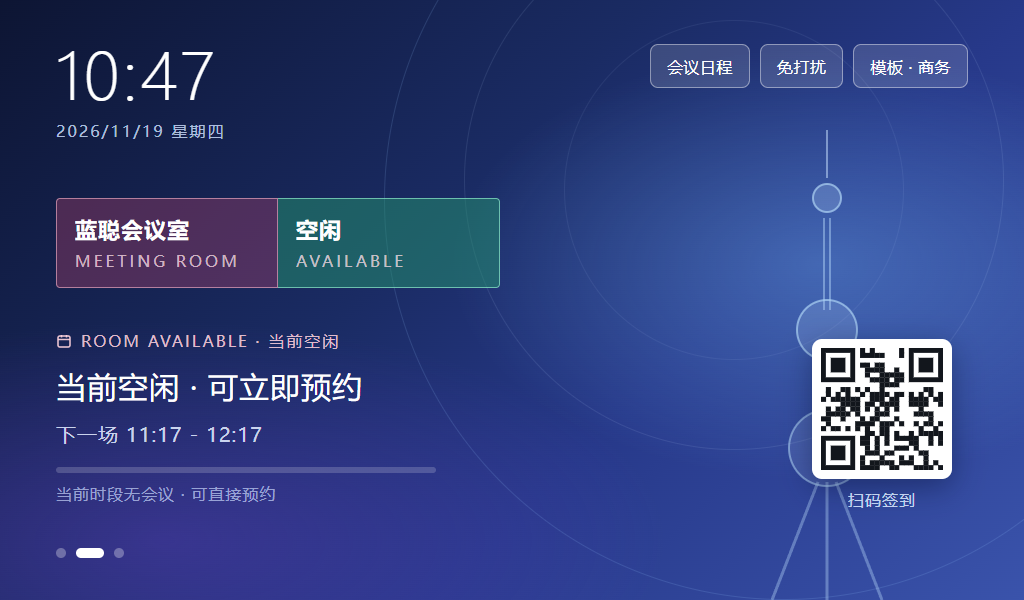 10:47
2026/11/19 星期四
会议日程
免打扰
模板 · 商务
蓝聪会议室
MEETING ROOM
空闲
AVAILABLE
ROOM AVAILABLE · 当前空闲
当前空闲 · 可立即预约
下一场 11:17 - 12:17
当前时段无会议 · 可直接预约
扫码签到